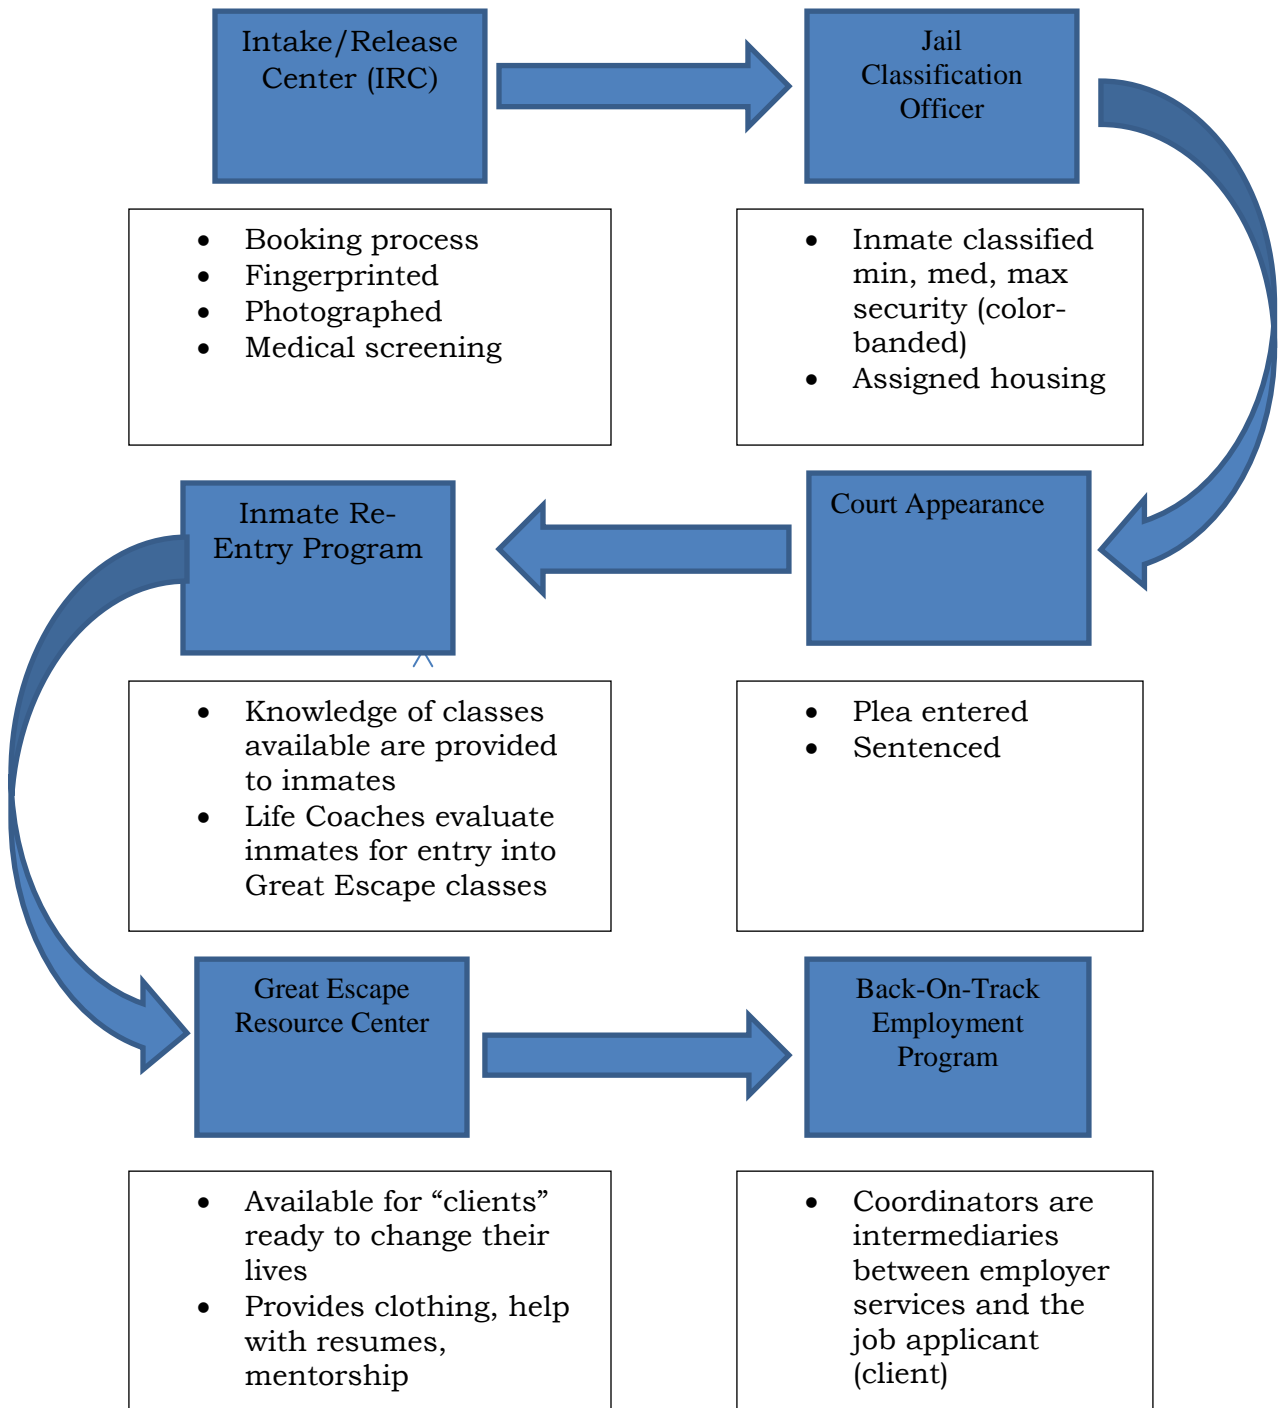 Intake/Release
Center (IRC)
Jail
Classification
Officer
• Booking process
• Fingerprinted
• Photographed
• Medical screening
• Inmate classified
min, med, max
security (color-
banded)
• Assigned housing
Court Appearance
Inmate Re-
Entry Program
• Plea entered
• Sentenced
• Knowledge of classes
available are provided
to inmates
• Life Coaches evaluate
inmates for entry into
Great Escape classes
Great Escape
Resource Center
Back-On-Track
Employment
Program
• Available for “clients”
ready to change their
lives
• Provides clothing, help
with resumes,
mentorship
• Coordinators are
intermediaries
between employer
services and the
job applicant
(client)